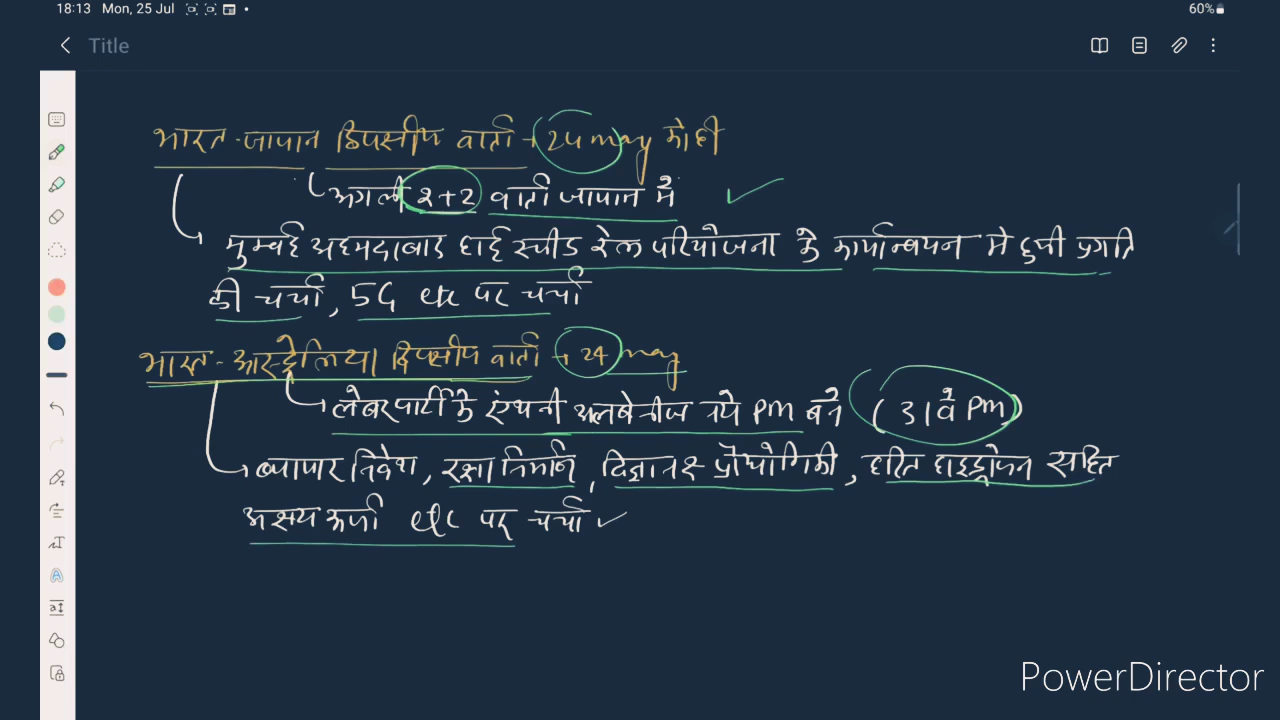 18:13 Mon, 25 Jul
60%
Title
भारत-जापान द्विपक्षीय वार्ता → 24 may को ही
अगली 2+2 वार्ता जापान में
मुम्बई अहमदाबाद हाई स्पीड रेल परियोजना के कार्यान्वयन में हुयी प्रगति
की चर्चा, 5G etc पर चर्चा
भारत-आस्ट्रेलिया द्विपक्षीय वार्ता → 24 may
लेबर पार्टी के एंथनी अलबेनीज नये PM बने (31वें PM)
व्यापार निवेश, रक्षा निर्माण, विज्ञान & प्रौद्योगिकी, हरित हाइड्रोजन सहित
अक्षय ऊर्जा etc पर चर्चा
PowerDirector